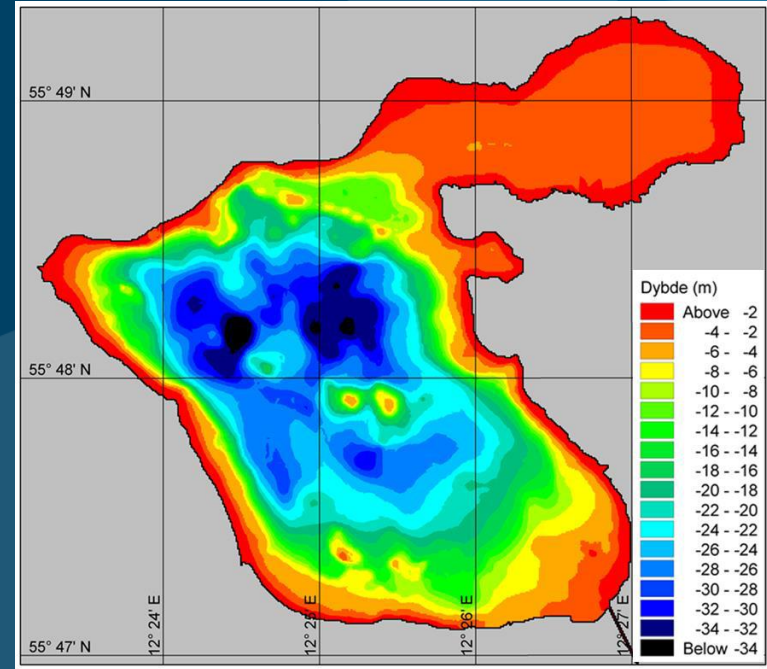 55° 49' N
55° 48' N
55° 47' N
12° 24' E
12° 25' E
12° 26' E
12° 27' E
Dybde (m)
Above -2
-4 - -2
-6 - -4
-8 - -6
-10 - -8
-12 - -10
-14 - -12
-16 - -14
-18 - -16
-20 - -18
-22 - -20
-24 - -22
-26 - -24
-28 - -26
-30 - -28
-32 - -30
-34 - -32
Below -34